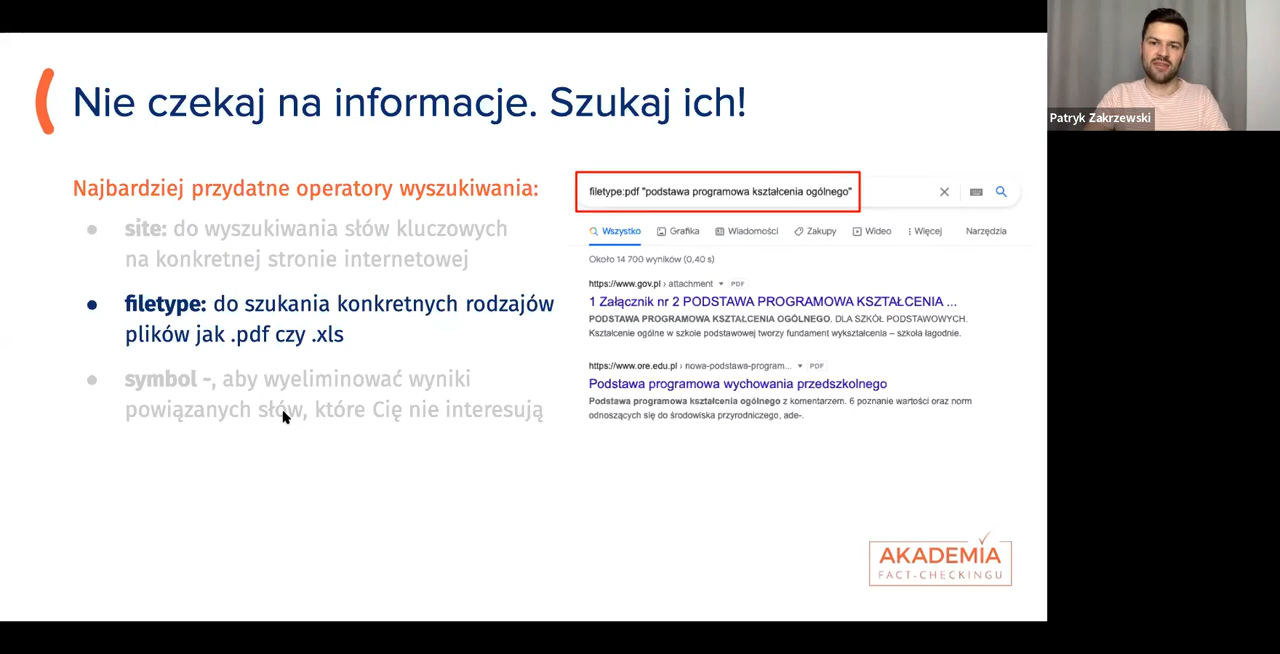 Nie czekaj na informacje. Szukaj ich!
Patryk Zakrzewski
Najbardziej przydatne operatory wyszukiwania:
● site: do wyszukiwania słów kluczowych
na konkretnej stronie internetowej
● filetype: do szukania konkretnych rodzajów
plików jak .pdf czy .xls
● symbol -, aby wyeliminować wyniki
powiązanych słów, które Cię nie interesują
filetype:pdf "podstawa programowa kształcenia ogólnego"
Wszystko Grafika Wiadomości Zakupy Wideo Więcej Narzędzia
Około 14 700 wyników (0,40 s)
https://www.gov.pl › attachment ▼ PDF
1 Załącznik nr 2 PODSTAWA PROGRAMOWA KSZTAŁCENIA ...
PODSTAWA PROGRAMOWA KSZTAŁCENIA OGÓLNEGO. DLA SZKÓŁ PODSTAWOWYCH.
Kształcenie ogólne w szkole podstawowej tworzy fundament wykształcenia – szkoła łagodnie.
https://www.ore.edu.pl › nowa-podstawa-program... ▼ PDF
Podstawa programowa wychowania przedszkolnego
Podstawa programowa kształcenia ogólnego z komentarzem. 6 poznanie wartości oraz norm
odnoszących się do środowiska przyrodniczego, ade-.
AKADEMIA
FACT-CHECKINGU